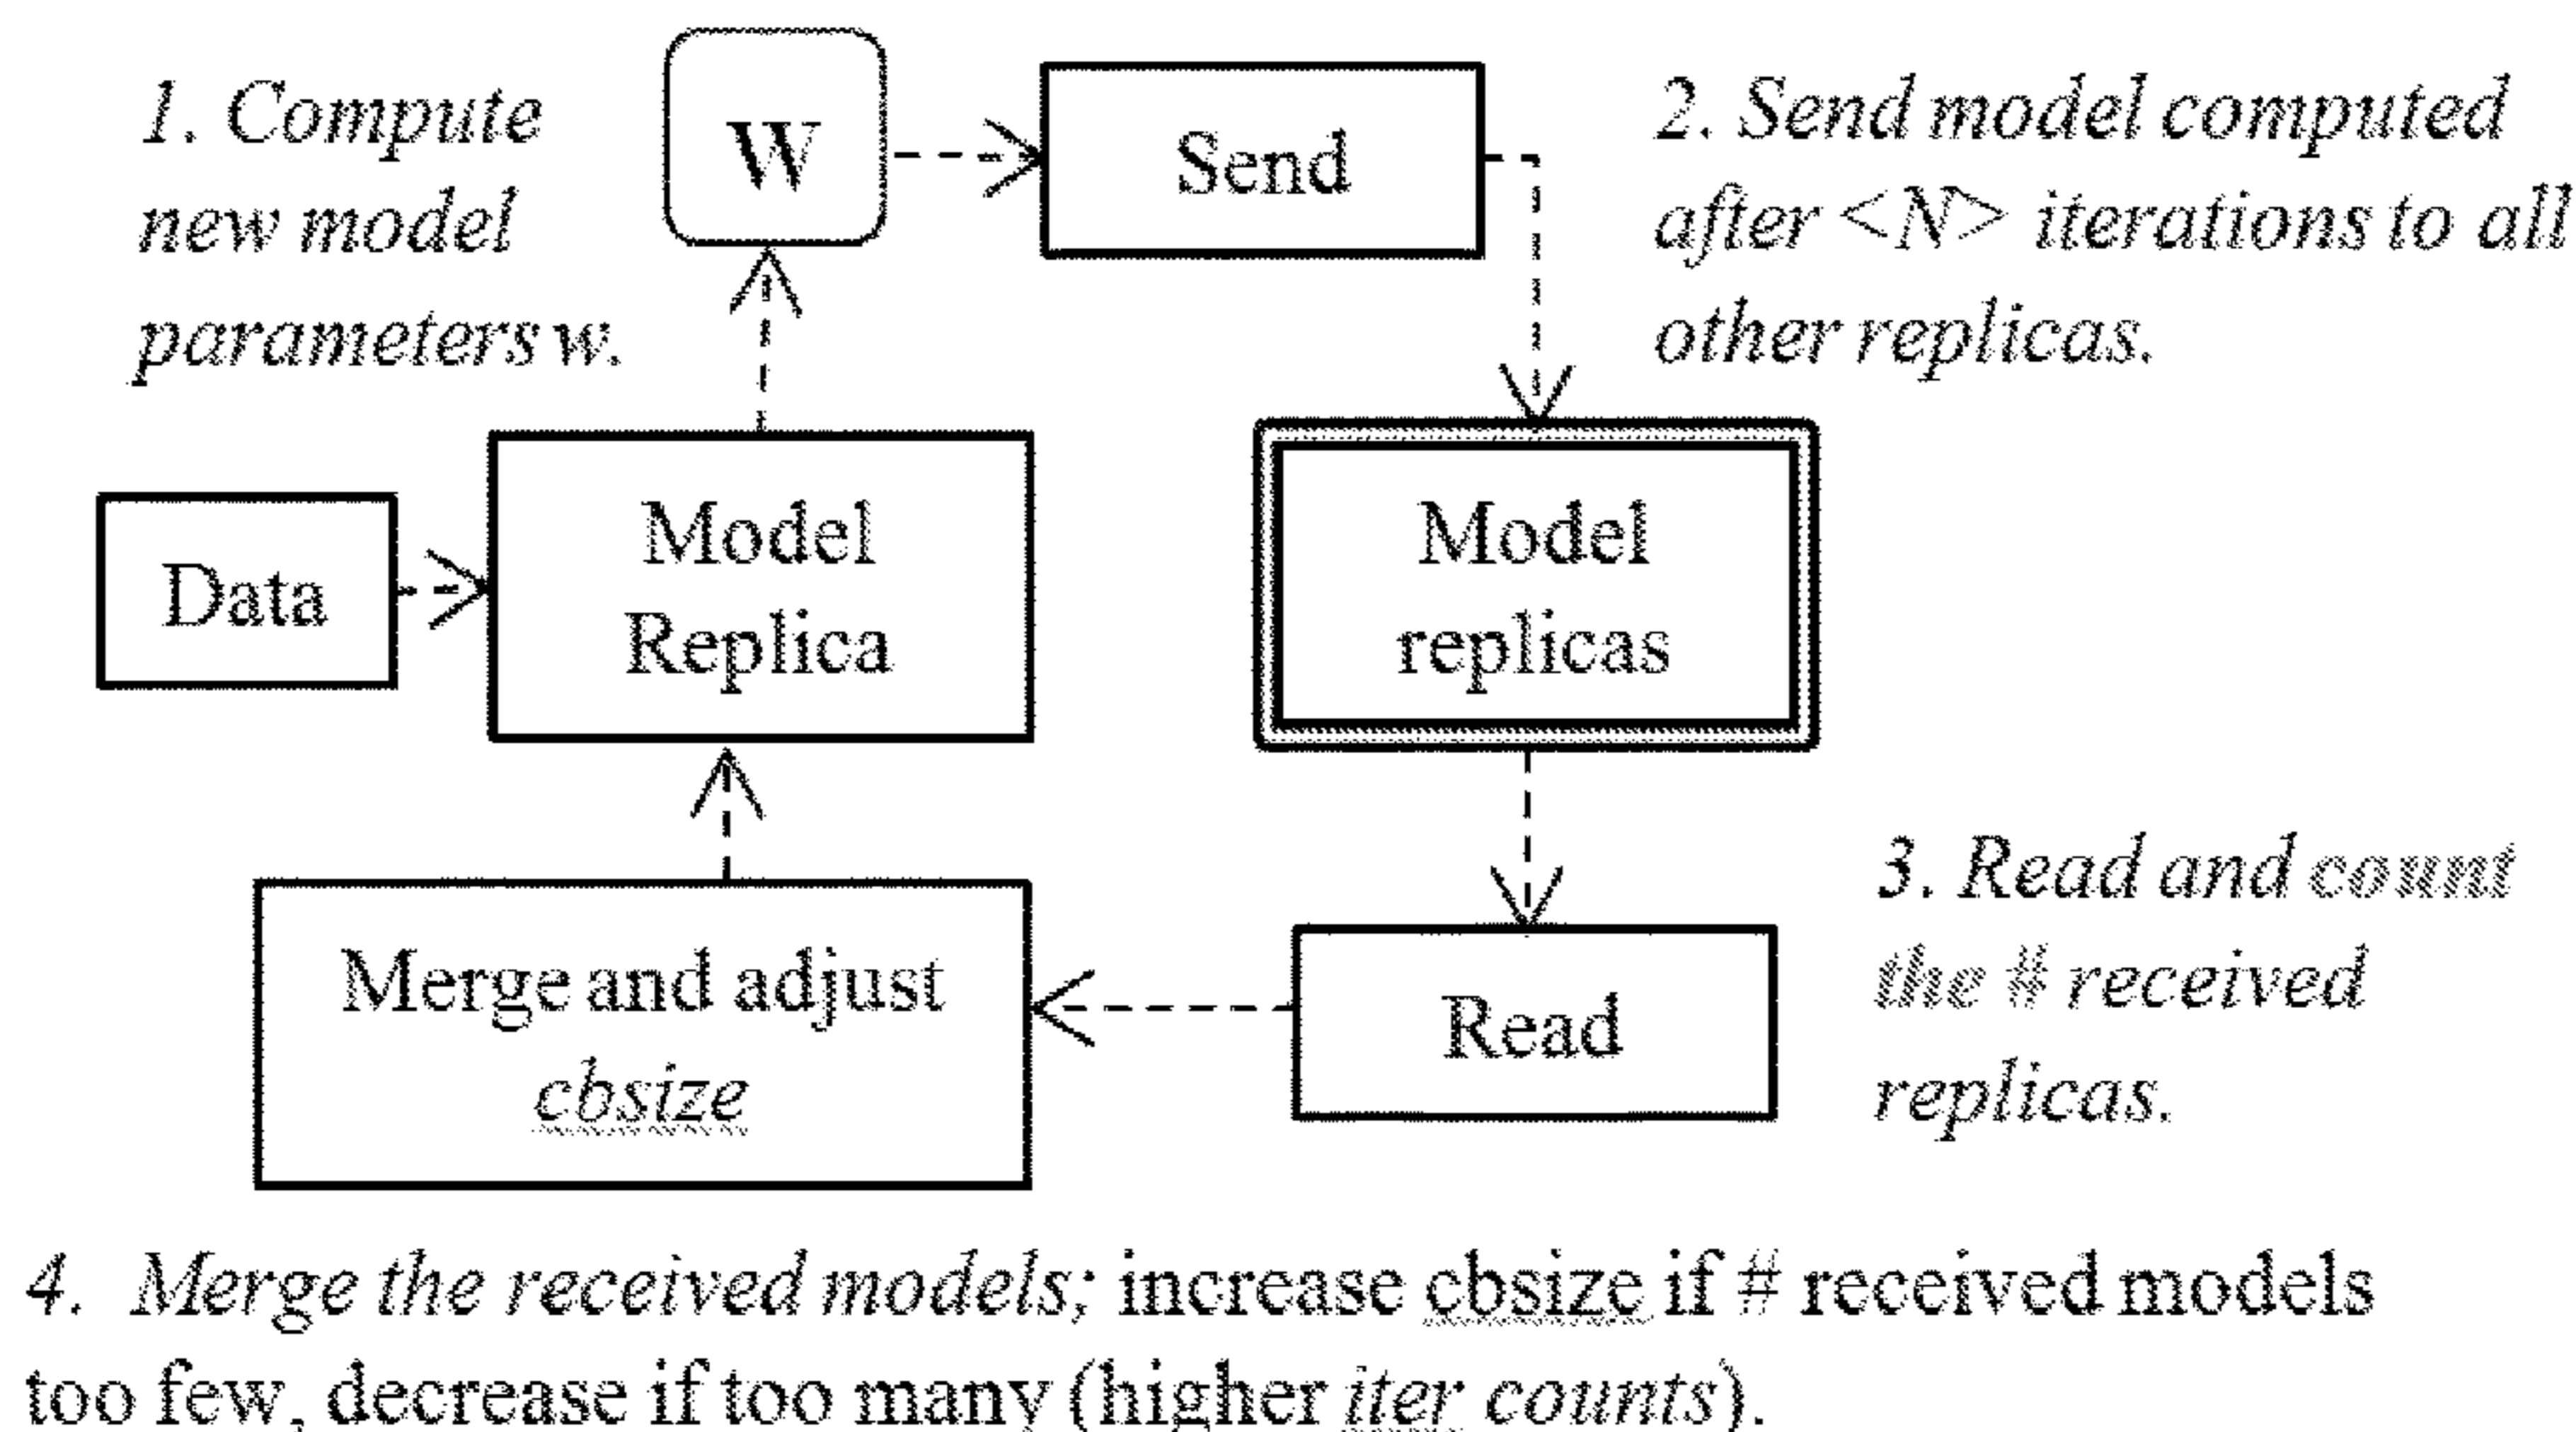 1. Compute
new model
parameters w.
W
Send
2. Send model computed
after <N> iterations to all
other replicas.
Data
Model
Replica
Model
replicas
Merge and adjust
cbsize
Read
3. Read and count
the # received
replicas.
4. Merge the received models; increase cbsize if # received models
too few, decrease if too many (higher iter counts).